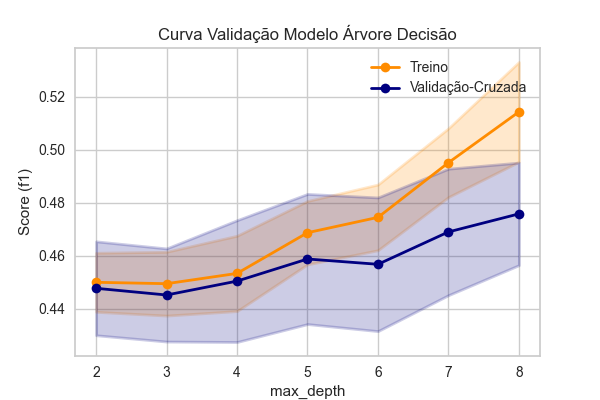 Curva Validação Modelo Árvore Decisão
Treino
Validação-Cruzada
0.52
0.50
0.48
0.46
0.44
Score (f1)
2 3 4 5 6 7 8
max_depth